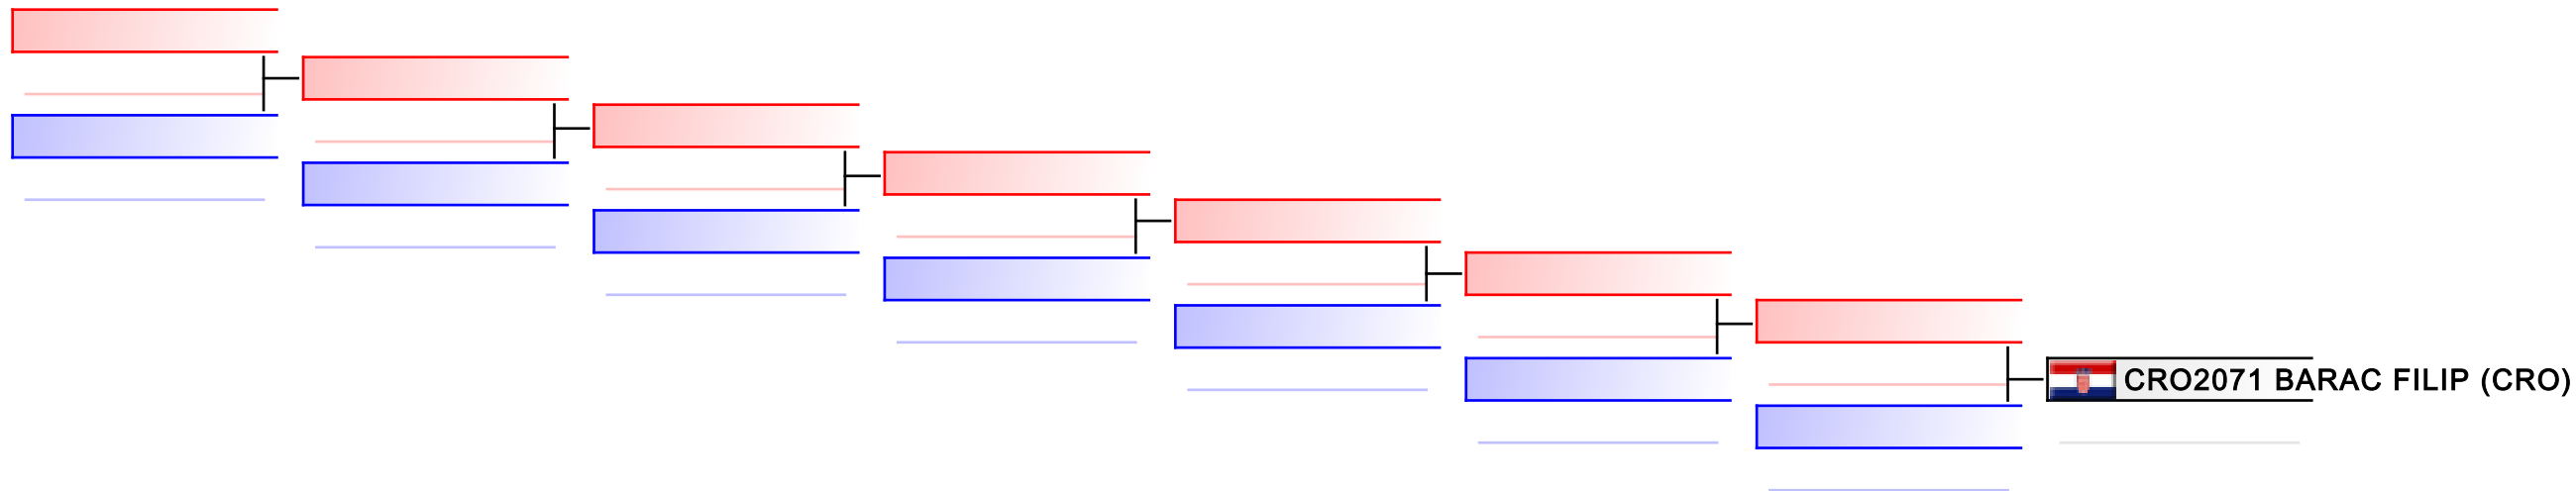 CRO2071 BARAC FILIP (CRO)